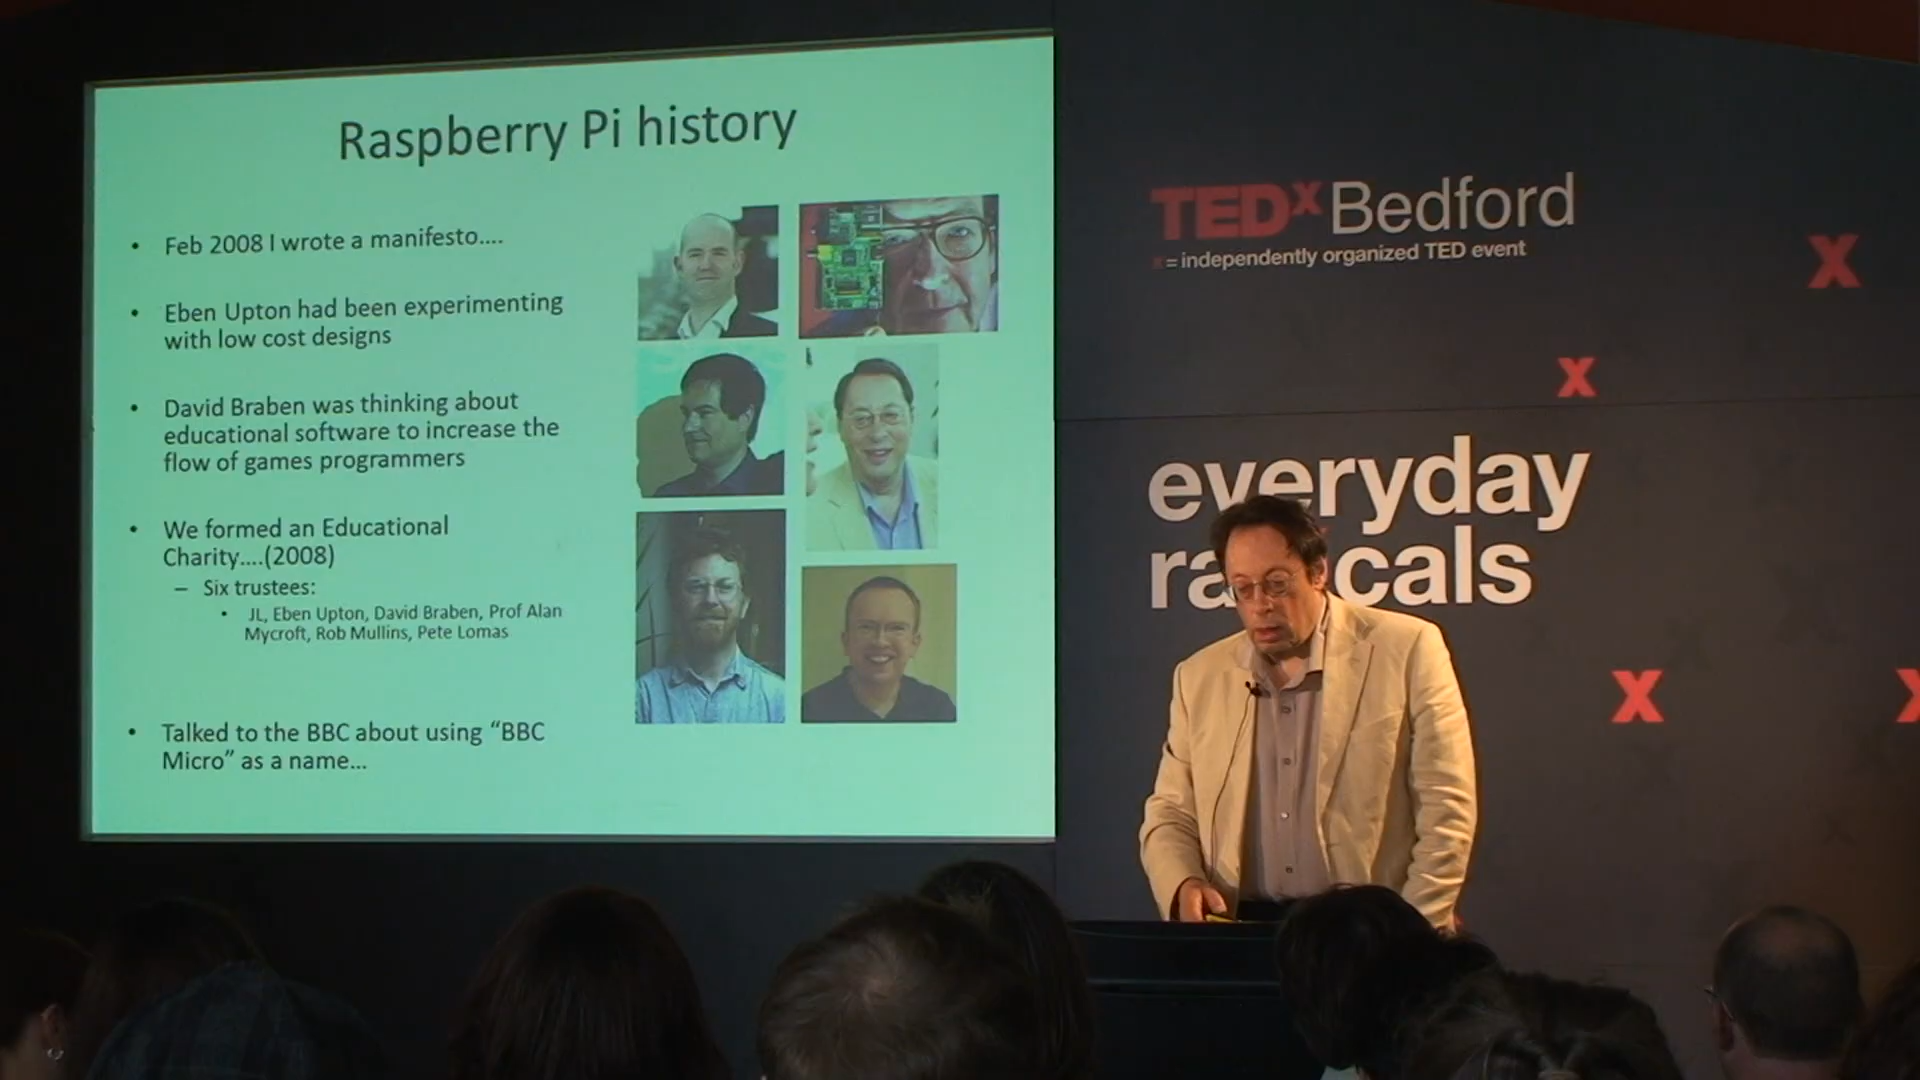 Raspberry Pi history
• Feb 2008 I wrote a manifesto....
• Eben Upton had been experimenting
with low cost designs
• David Braben was thinking about
educational software to increase the
flow of games programmers
• We formed an Educational
Charity....(2008)
– Six trustees:
• JL, Eben Upton, David Braben, Prof Alan
Mycroft, Rob Mullins, Pete Lomas
• Talked to the BBC about using “BBC
Micro” as a name...
TEDx Bedford
x = independently organized TED event
everyday
ra cals